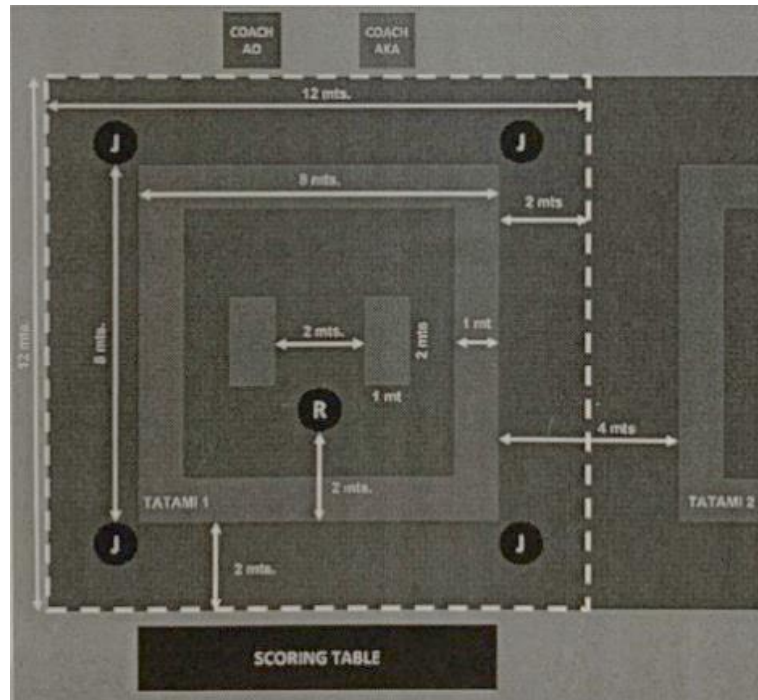 COACH
AO
COACH
AKA
12 mts.
J
J
8 mts.
2 mts
12 mts.
8 mts.
2 mts.
2 mts
1 mt
1 mt
R
4 mts
2 mts.
TATAMI 1
TATAMI 2
J
J
2 mts.
SCORING TABLE